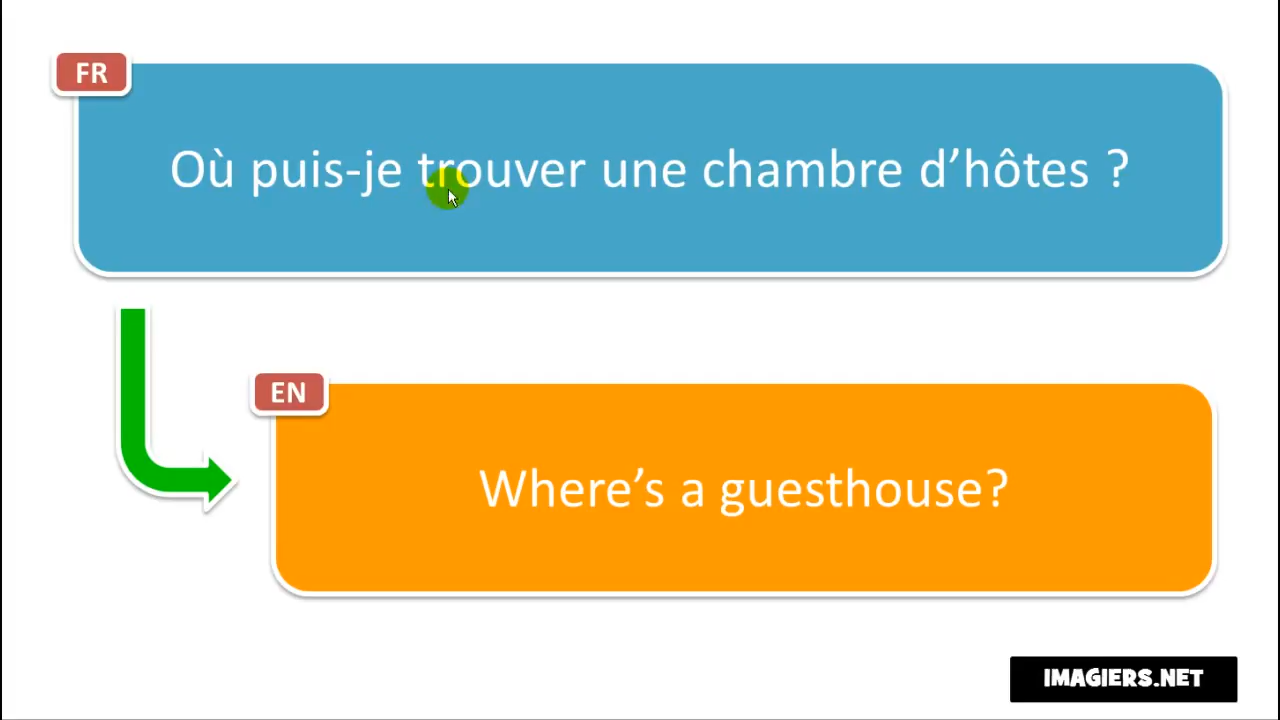 FR
Où puis-je trouver une chambre d’hôtes ?
EN
Where’s a guesthouse?
IMAGIERS.NET